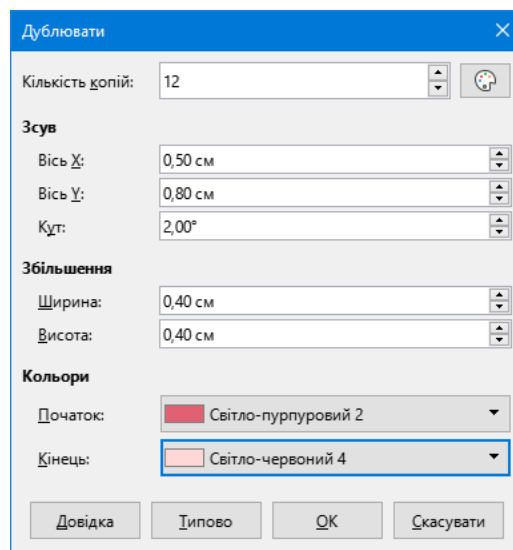 Дублювати
Кількість копій: 12
Зсув
Вісь X: 0,50 см
Вісь Y: 0,80 см
Кут: 2,00°
Збільшення
Ширина: 0,40 см
Висота: 0,40 см
Кольори
Початок: Світло-пурпуровий 2
Кінець: Світло-червоний 4
Довідка Типово OK Скасувати